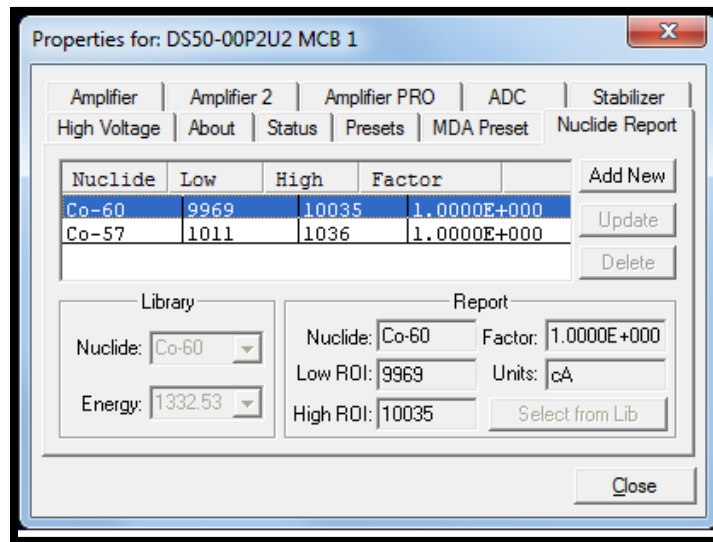 Properties for: DS50-00P2U2 MCB 1
Amplifier Amplifier 2 Amplifier PRO ADC Stabilizer
High Voltage About Status Presets MDA Preset Nuclide Report
Nuclide Low High Factor Add New
Co-60 9969 10035 1.0000E+000
Update
Co-57 1011 1036 1.0000E+000
Delete
Library Report
Nuclide: Co-60 Nuclide: Co-60 Factor: 1.0000E+000
Low ROI: 9969 Units: cA
Energy: 1332.53 High ROI: 10035 Select from Lib
Close